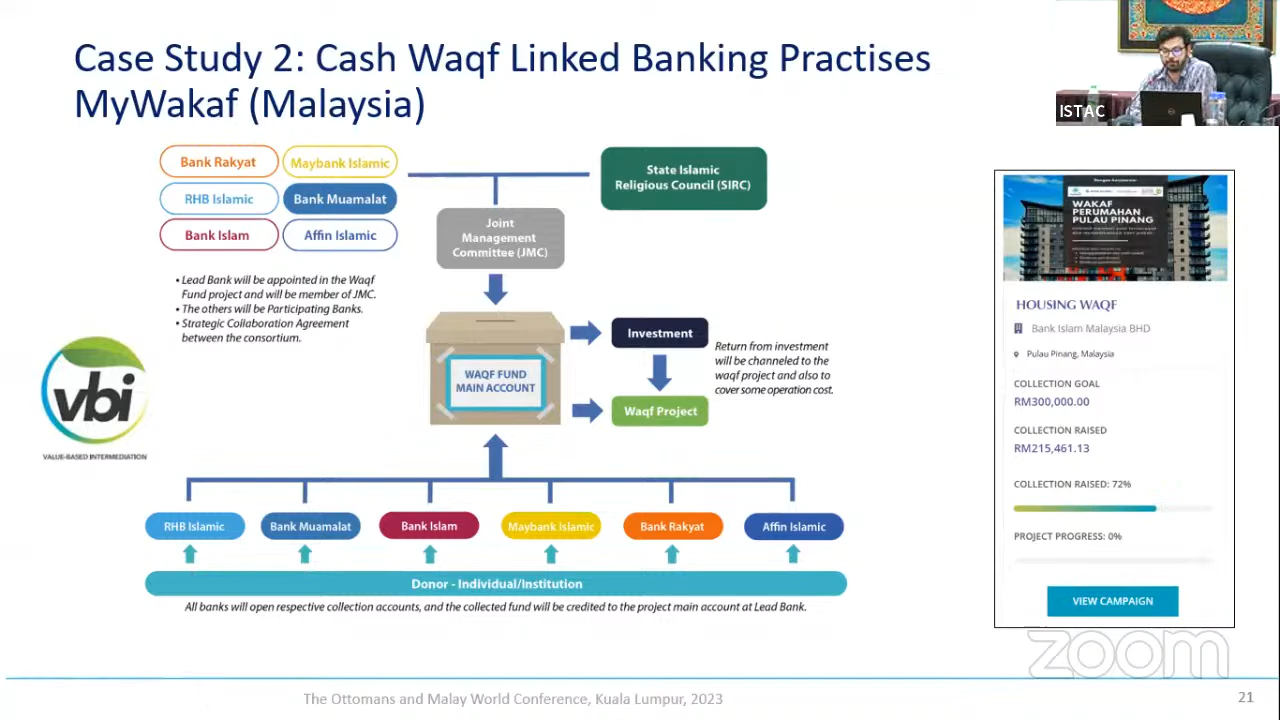 Case Study 2: Cash Waqf Linked Banking Practises
MyWakaf (Malaysia)
ISTAC
Bank Rakyat
Maybank Islamic
RHB Islamic
Bank Muamalat
Bank Islam
Affin Islamic
State Islamic
Religious Council (SIRC)
Joint
Management
Committee (JMC)
• Lead Bank will be appointed in the Waqf
Fund project and will be member of JMC.
• The others will be Participating Banks.
• Strategic Collaboration Agreement
between the consortium.
vbi
VALUE-BASED INTERMEDIATION
WAQF FUND
MAIN ACCOUNT
Investment
Waqf Project
Return from investment
will be channeled to the
waqf project and also to
cover some operation cost.
RHB Islamic
Bank Muamalat
Bank Islam
Maybank Islamic
Bank Rakyat
Affin Islamic
Donor - Individual/Institution
All banks will open respective collection accounts, and the collected fund will be credited to the project main account at Lead Bank.
WAKAF
PERUMAHAN
PULAU PINANG
HOUSING WAQF
Bank Islam Malaysia BHD
Pulau Pinang, Malaysia
COLLECTION GOAL
RM300,000.00
COLLECTION RAISED
RM215,461.13
COLLECTION RAISED: 72%
PROJECT PROGRESS: 0%
VIEW CAMPAIGN
zoom
The Ottomans and Malay World Conference, Kuala Lumpur, 2023
21